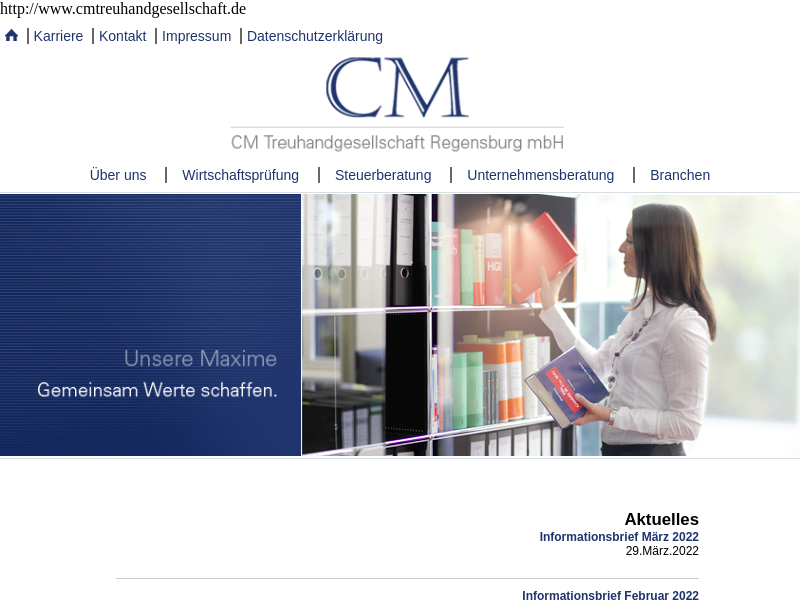 http://www.cmtreuhandgesellschaft.de
Karriere | Kontakt | Impressum | Datenschutzerklärung
CM
CM Treuhandgesellschaft Regensburg mbH
Über uns | Wirtschaftsprüfung | Steuerberatung | Unternehmensberatung | Branchen
HGB
Unsere Maxime
Gemeinsam Werte schaffen.
Aktuelles
Informationsbrief März 2022
29.März.2022
Informationsbrief Februar 2022